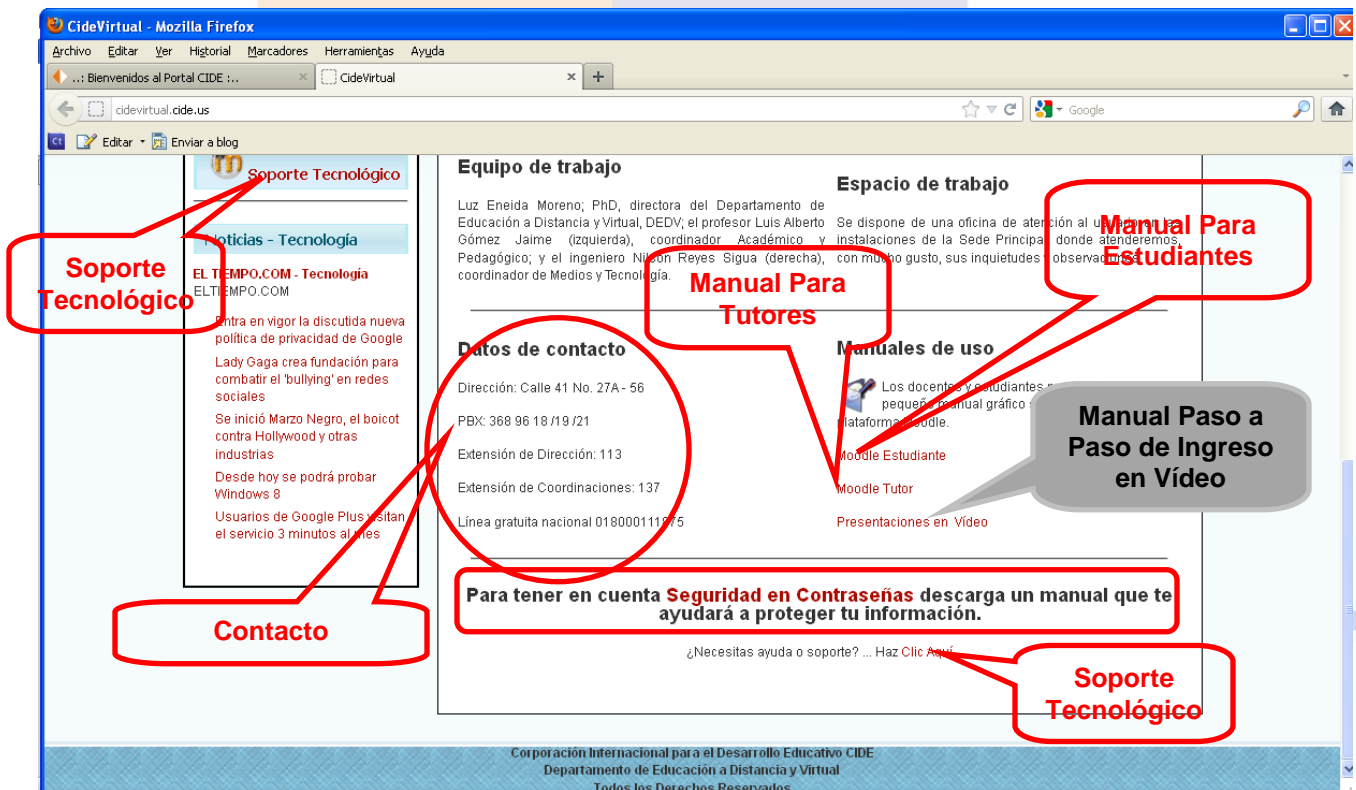 CideVirtual - Mozilla Firefox
Archivo Editar Ver Historial Marcadores Herramientas Ayuda
..: Bienvenidos al Portal CIDE :...
CideVirtual
cidevirtual.cide.us
Google
Ct Editar Enviar a blog
Soporte Tecnológico
Noticias - Tecnología
EL TIEMPO.COM - Tecnología
ELTIEMPO.COM
Entra en vigor la discutida nueva
política de privacidad de Google
Lady Gaga crea fundación para
combatir el 'bullying' en redes
sociales
Se inició Marzo Negro, el boicot
contra Hollywood y otras
industrias
Desde hoy se podrá probar
Windows 8
Usuarios de Google Plus visitan
el servicio 3 minutos al mes
Equipo de trabajo
Luz Eneida Moreno; PhD, directora del Departamento de
Educación a Distancia y Virtual, DEDV; el profesor Luis Alberto
Gómez Jaime (izquierda), coordinador Académico y
Pedagógico; y el ingeniero Nilson Reyes Sigua (derecha),
coordinador de Medios y Tecnología.
Espacio de trabajo
Se dispone de una oficina de atención al usuario en las
instalaciones de la Sede Principal donde atenderemos,
con mucho gusto, sus inquietudes y observaciones.
Datos de contacto
Dirección: Calle 41 No. 27A - 56
PBX: 368 96 18 /19 /21
Extensión de Dirección: 113
Extensión de Coordinaciones: 137
Línea gratuita nacional 018000111875
Manuales de uso
Los docentes y estudiantes
pequeño manual gráfico
plataforma Moodle.
Moodle Estudiante
Moodle Tutor
Presentaciones en Vídeo
Para tener en cuenta Seguridad en Contraseñas descarga un manual que te
ayudará a proteger tu información.
¿Necesitas ayuda o soporte? ... Haz Clic Aquí
Corporación Internacional para el Desarrollo Educativo CIDE
Departamento de Educación a Distancia y Virtual
Todos los Derechos Reservados
Soporte
Tecnológico
Manual Para
Tutores
Manual Para
Estudiantes
Manual Paso a
Paso de Ingreso
en Vídeo
Contacto
Soporte
Tecnológico